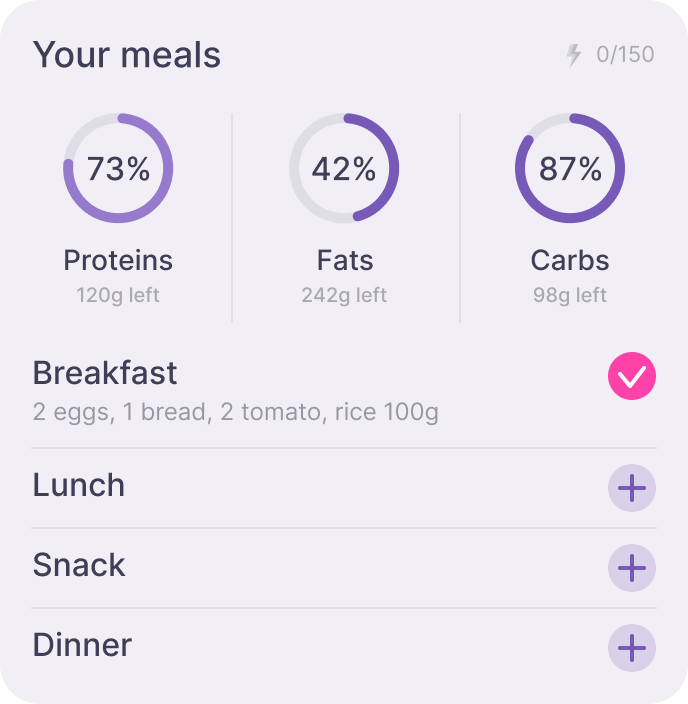 Your meals
0/150
73%
42%
87%
Proteins
Fats
Carbs
120g left
242g left
98g left
Breakfast
2 eggs, 1 bread, 2 tomato, rice 100g
Lunch
Snack
Dinner